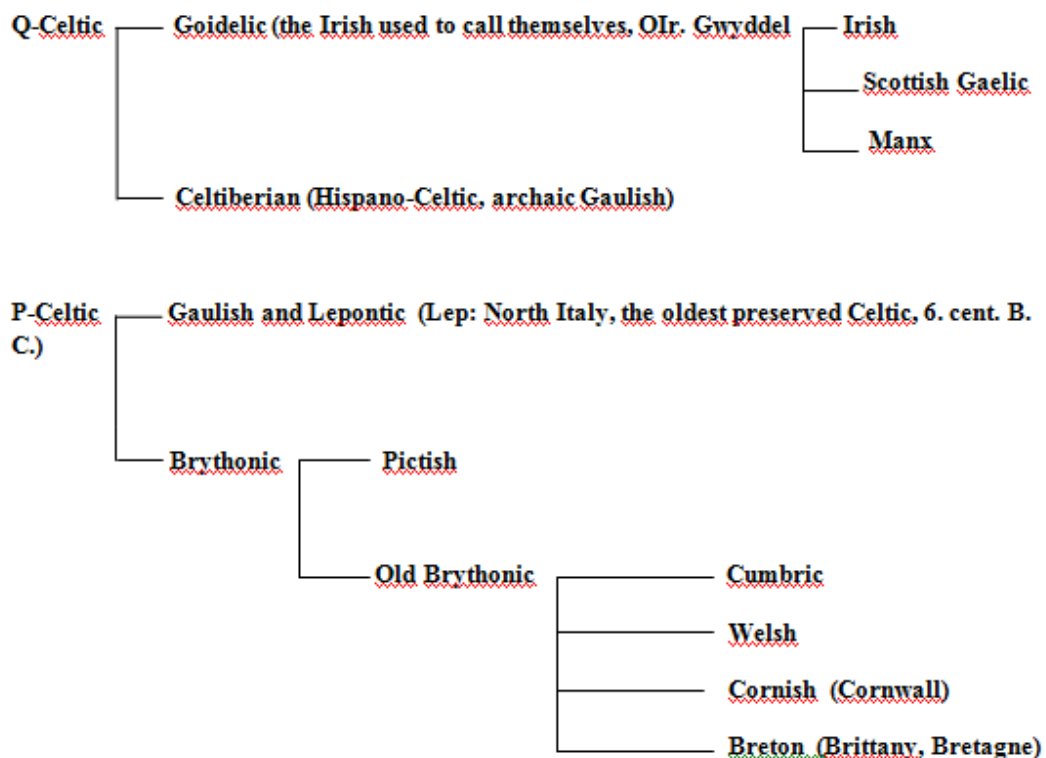 Q-Celtic Goidelic (the Irish used to call themselves, OIr. Gwyddel Irish
Scottish Gaelic
Manx
Celtiberian (Hispano-Celtic, archaic Gaulish)
P-Celtic Gaulish and Lepontic (Lep: North Italy, the oldest preserved Celtic, 6. cent. B.
C.)
Brythonic Pictish
Old Brythonic Cumbric
Welsh
Cornish (Cornwall)
Breton (Brittany, Bretagne)